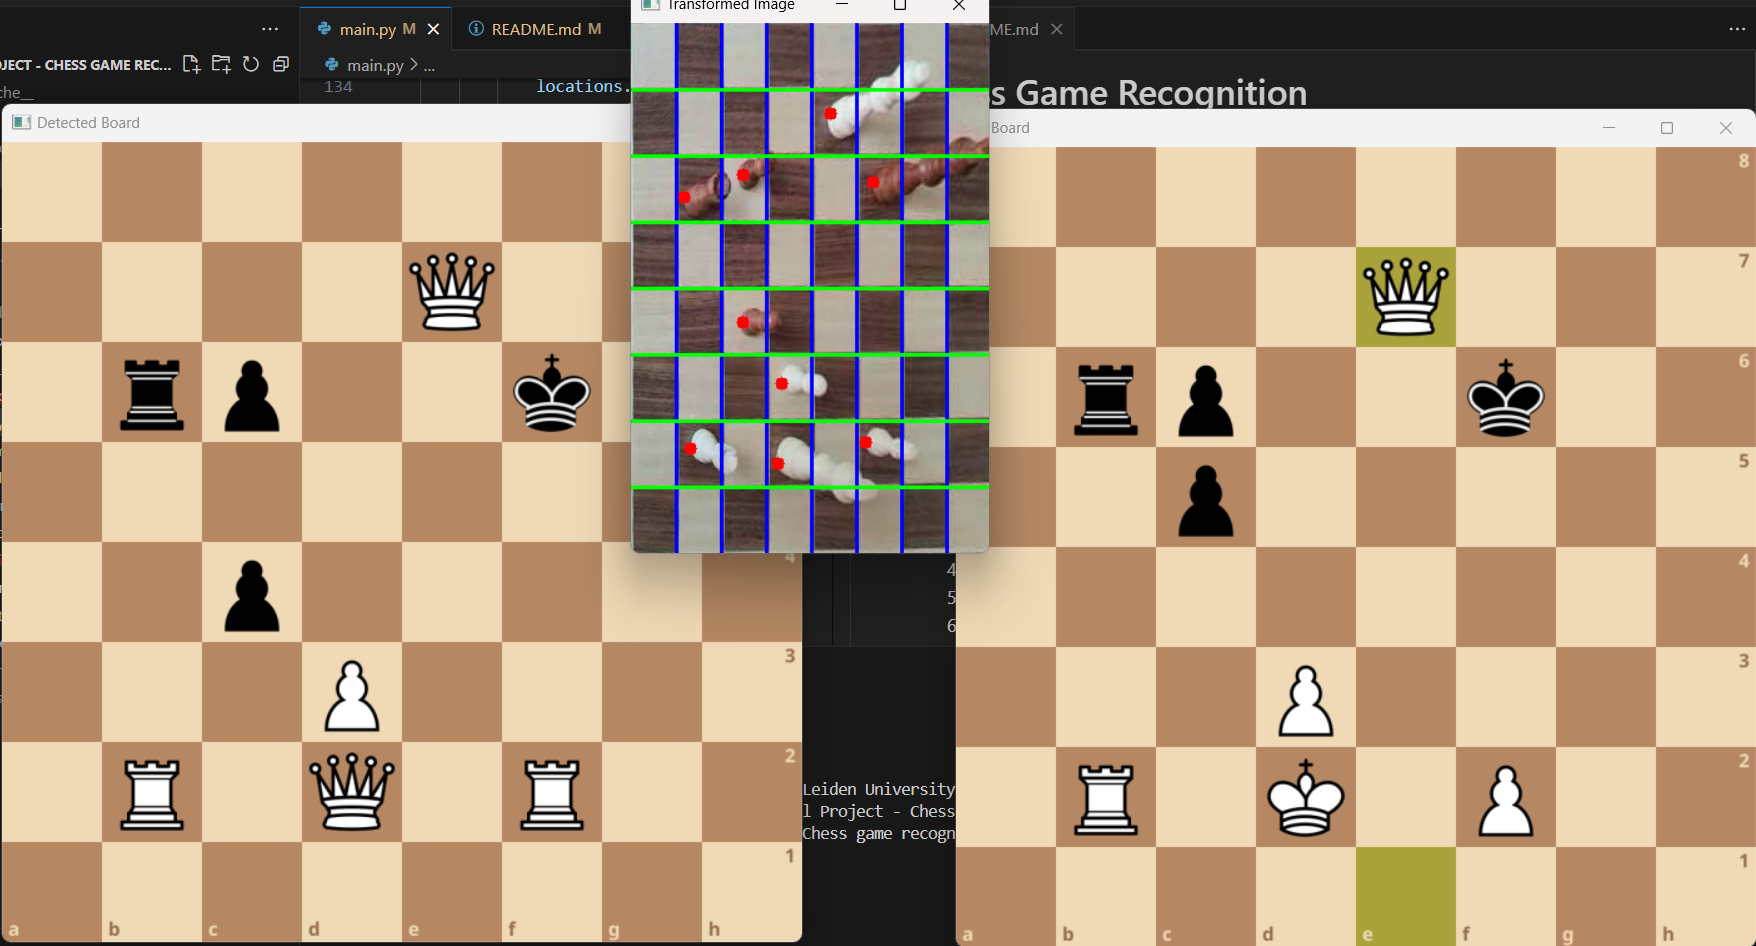 main.py M
README.md M
ME.md
JECT - CHESS GAME REC...
main.py > ...
che__
134
locations.
Transformed Image
s Game Recognition
Detected Board
Board
8
7
6
5
4
3
2
1
a b c d e f g h
4
3
2
1
a b c d e f g h
4
5
6
Leiden University
l Project - Chess
Chess game recogn